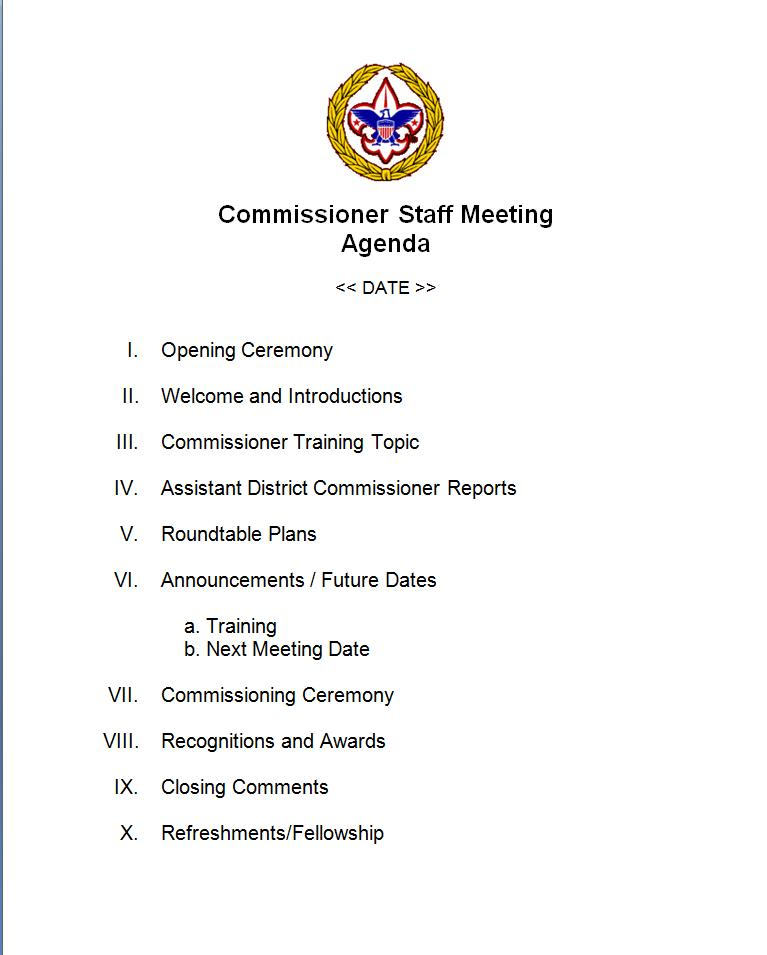 Commissioner Staff Meeting
Agenda
<< DATE >>
I. Opening Ceremony
II. Welcome and Introductions
III. Commissioner Training Topic
IV. Assistant District Commissioner Reports
V. Roundtable Plans
VI. Announcements / Future Dates
a. Training
b. Next Meeting Date
VII. Commissioning Ceremony
VIII. Recognitions and Awards
IX. Closing Comments
X. Refreshments/Fellowship